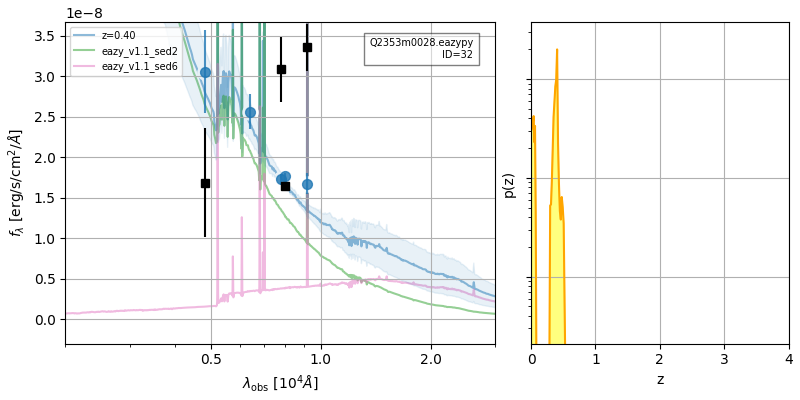 1e−8
z=0.40
eazy_v1.1_sed2
eazy_v1.1_sed6
Q2353m0028.eazypy
ID=32
3.5
3.0
2.5
2.0
1.5
1.0
0.5
0.0
f_λ [erg/s/cm²/Å]
0.5 1.0 2.0
λ_obs [10⁴Å]
p(z)
0 1 2 3 4
z